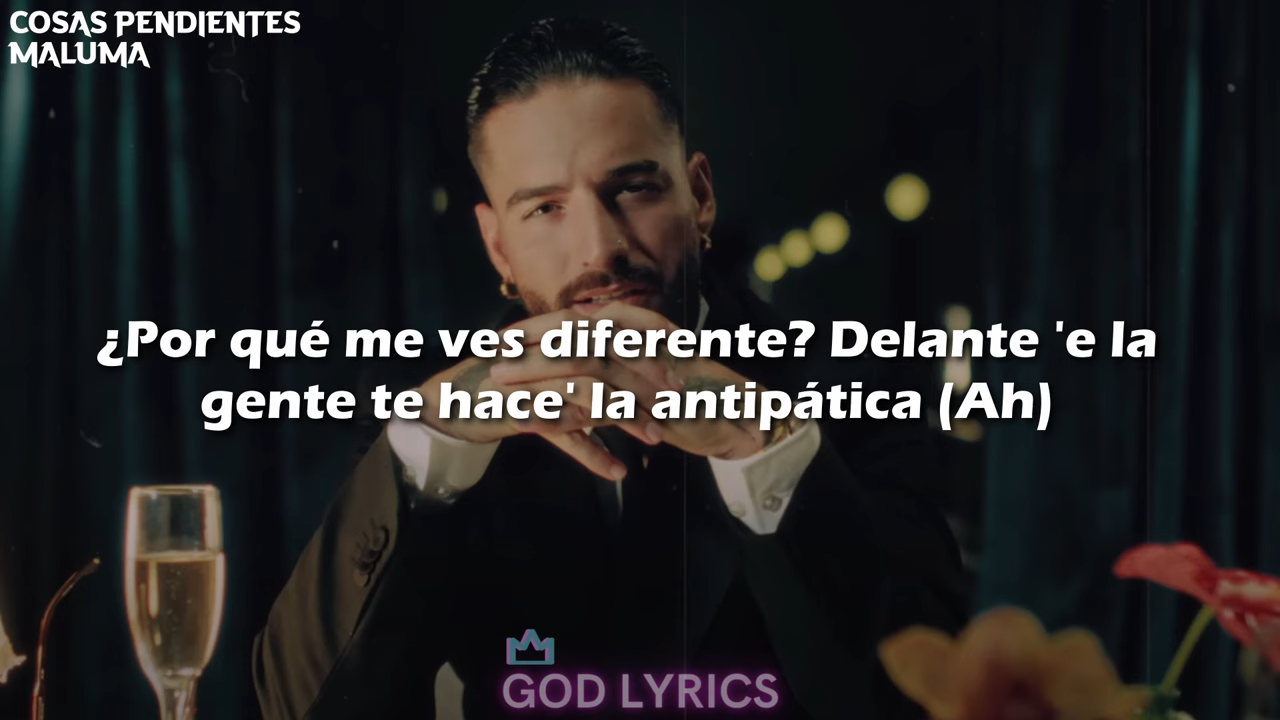 COSAS PENDIENTES
MALUMA
¿Por qué me ves diferente? Delante 'e la
gente te hace' la antipática (Ah)
GOD LYRICS